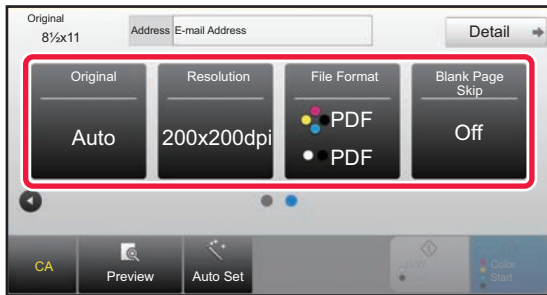 Original
8½x11
Address
E-mail Address
Detail
Original
Auto
Resolution
200x200dpi
File Format
PDF
PDF
Blank Page
Skip
Off
CA
Preview
Auto Set
B/W
Start
Color
Start